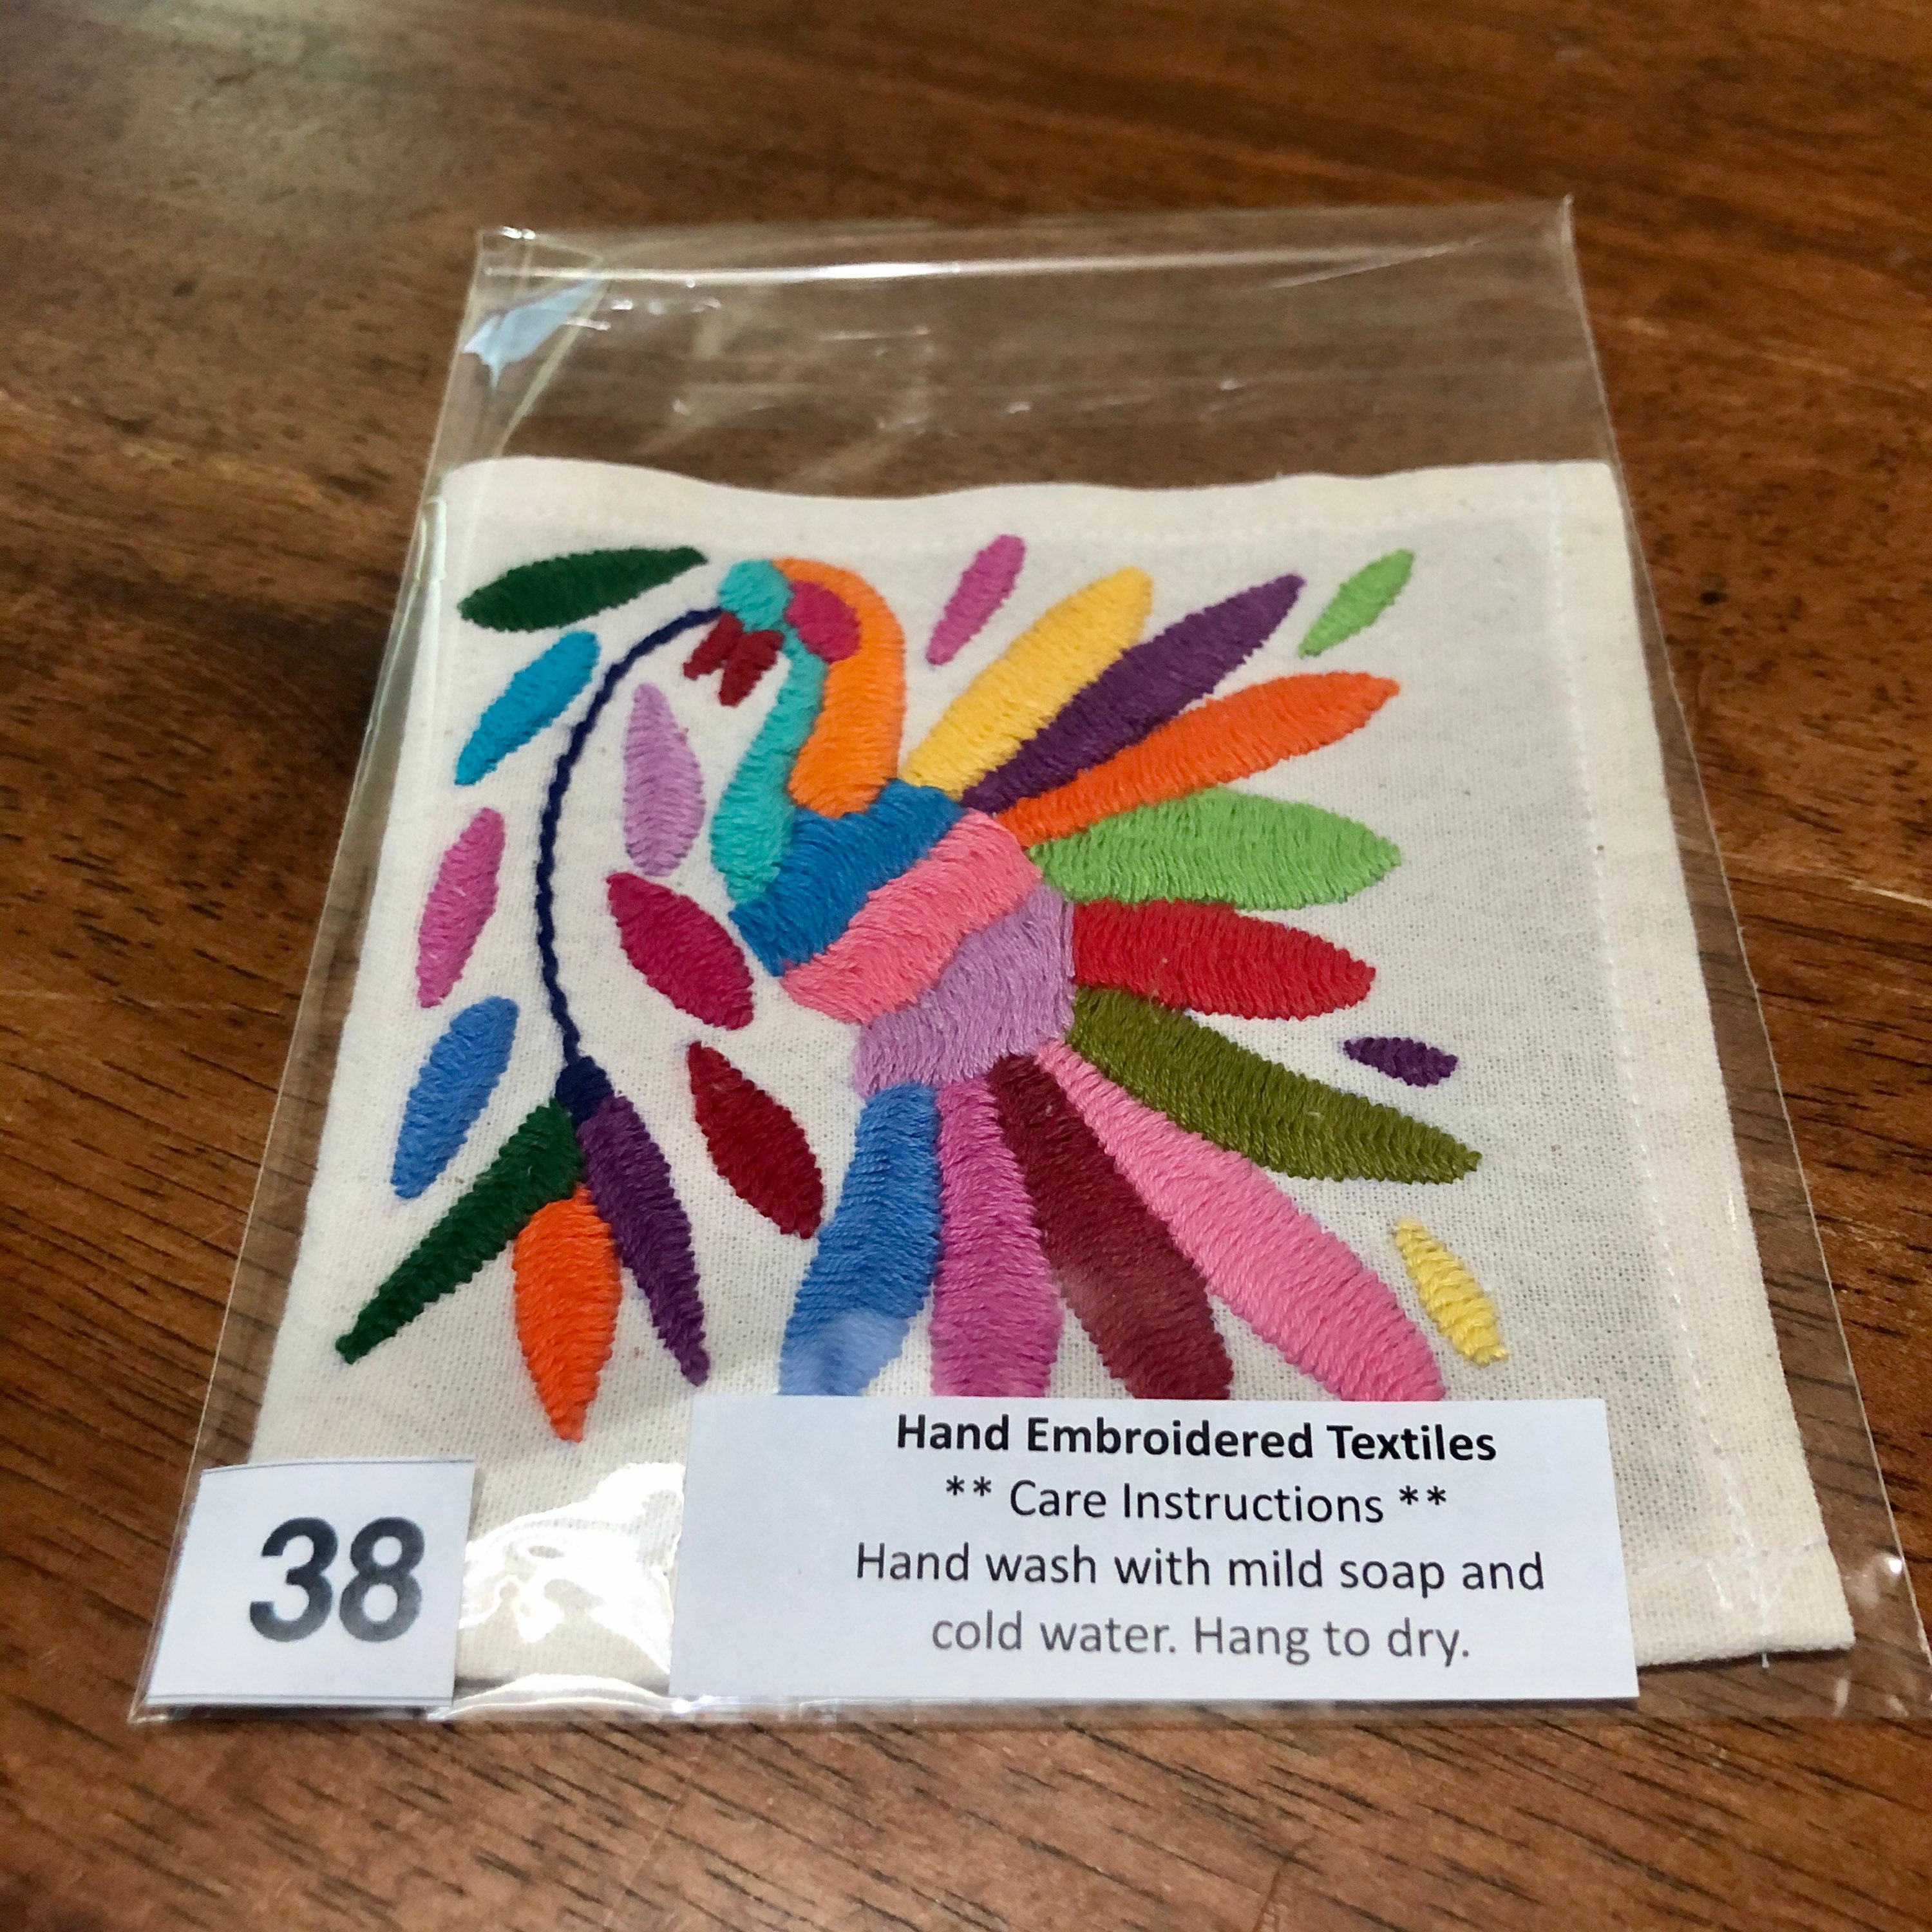 Hand Embroidered Textiles
** Care Instructions **
Hand wash with mild soap and
cold water. Hang to dry.
38